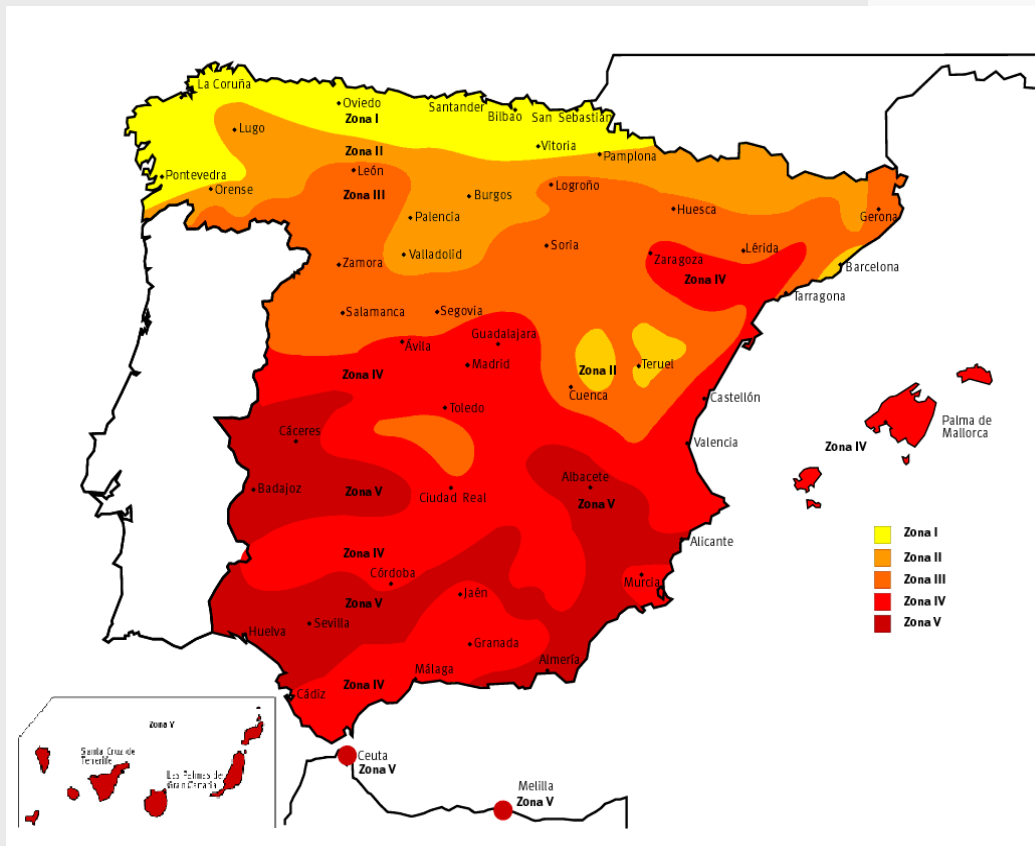 La Coruña
Oviedo
Santander
Bilbao
San Sebastián
Zona I
Lugo
Vitoria
Zona II
Pamplona
León
Pontevedra
Orense
Zona III
Burgos
Logroño
Huesca
Palencia
Gerona
Soria
Lérida
Valladolid
Zaragoza
Zamora
Barcelona
Zona IV
Tarragona
Salamanca
Segovia
Guadalajara
Ávila
Madrid
Zona II
Teruel
Zona IV
Cuenca
Castellón
Toledo
Palma de
Mallorca
Cáceres
Valencia
Zona IV
Albacete
Badajoz
Zona V
Ciudad Real
Zona V
Zona I
Alicante
Zona II
Zona IV
Córdoba
Zona III
Murcia
Jaén
Zona IV
Zona V
Sevilla
Zona V
Huelva
Granada
Almería
Málaga
Zona IV
Cádiz
Zona V
Santa Cruz de
Tenerife
Las Palmas de
Gran Canaria
Ceuta
Zona V
Melilla
Zona V